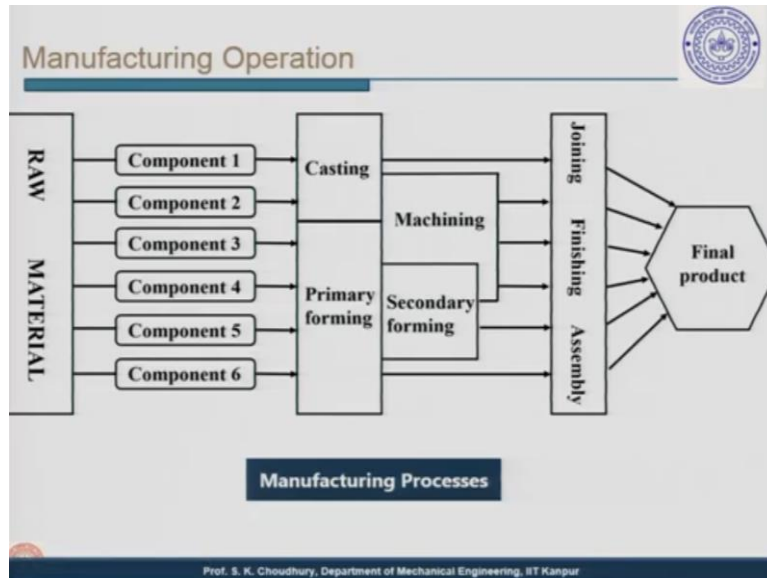 Manufacturing Operation
RAW MATERIAL
Component 1
Component 2
Component 3
Component 4
Component 5
Component 6
Casting
Primary
forming
Machining
Secondary
forming
Joining Finishing Assembly
Final
product
Manufacturing Processes
Prof. S. K. Choudhury, Department of Mechanical Engineering, IIT Kanpur